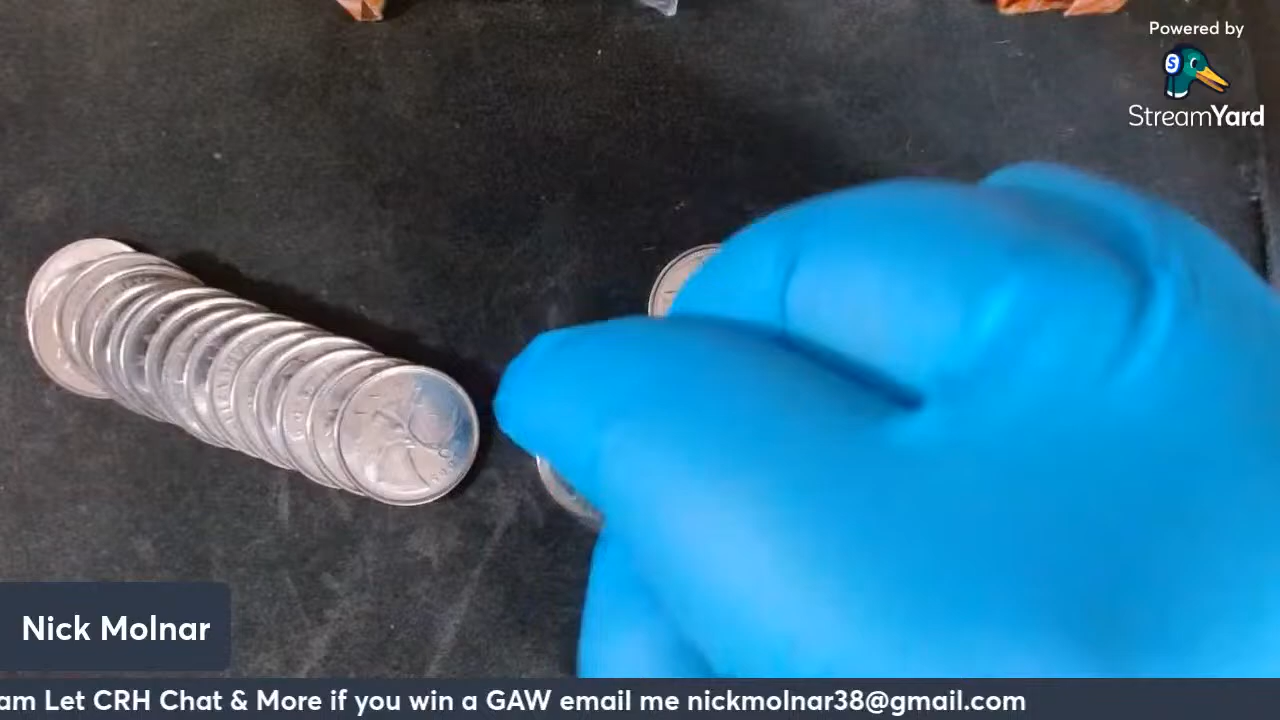 Powered by
S
StreamYard
Nick Molnar
am Let CRH Chat & More if you win a GAW email me nickmolnar38@gmail.com